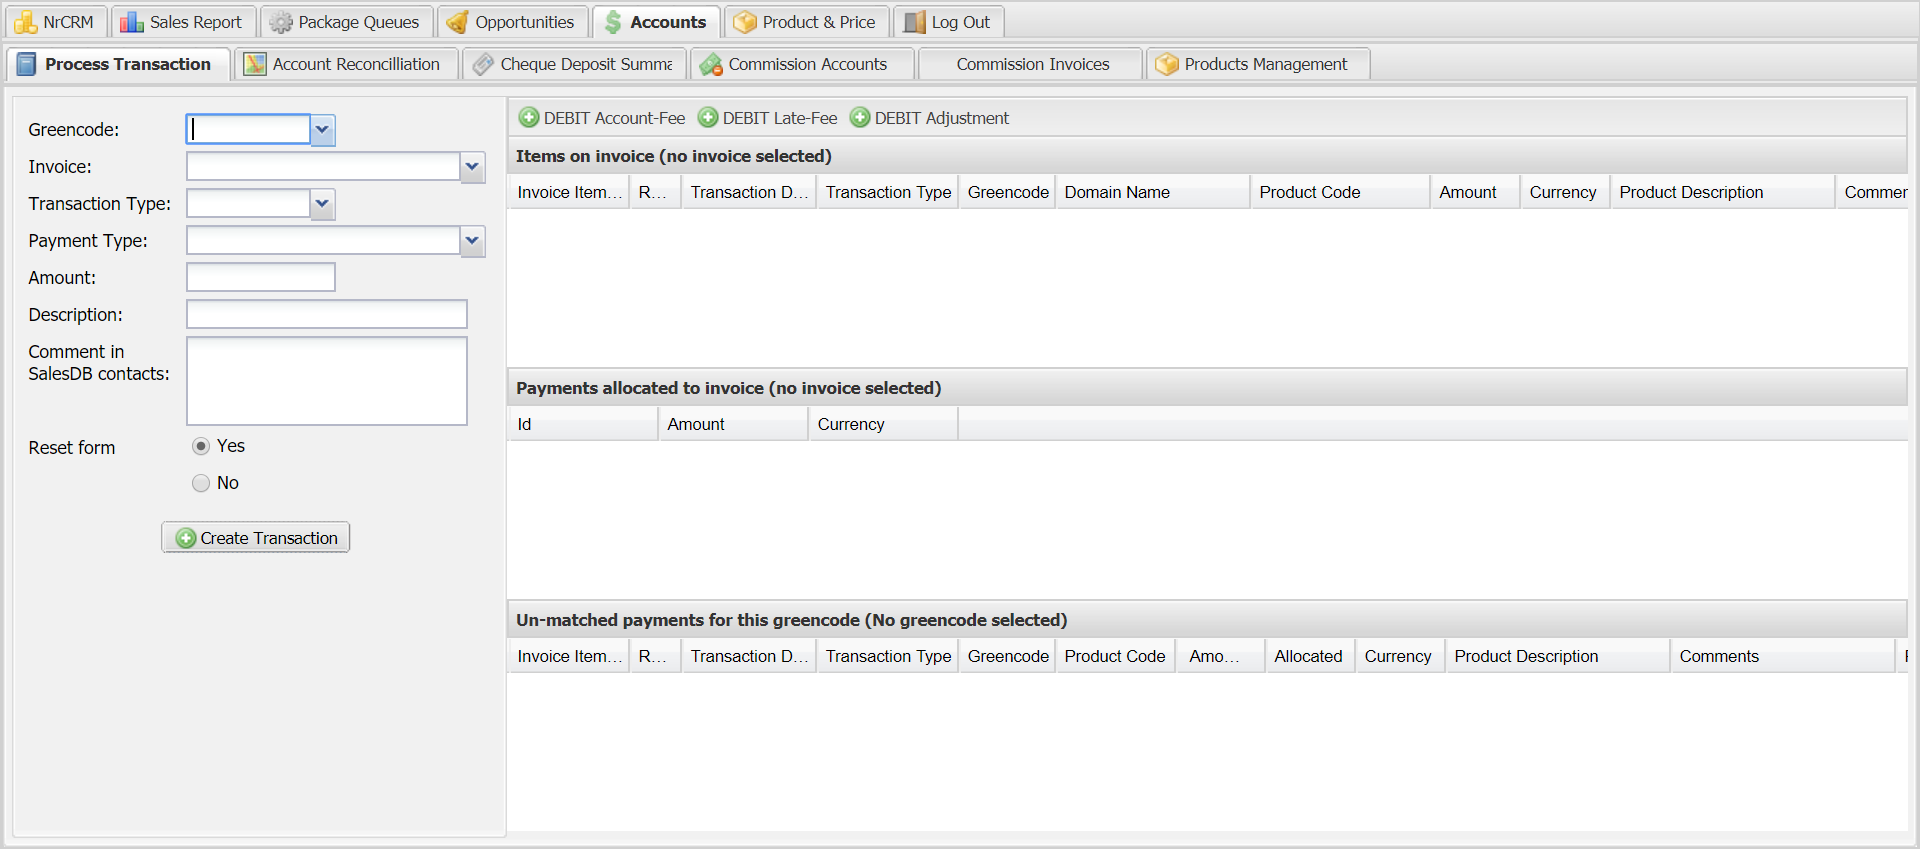 NrCRM Sales Report Package Queues Opportunities Accounts Product & Price Log Out
Process Transaction Account Reconcilliation Cheque Deposit Summa Commission Accounts Commission Invoices Products Management
Greencode:
Invoice:
Transaction Type:
Payment Type:
Amount:
Description:
Comment in
SalesDB contacts:
Reset form Yes
No
Create Transaction
DEBIT Account-Fee DEBIT Late-Fee DEBIT Adjustment
Items on invoice (no invoice selected)
Invoice Item... R... Transaction D... Transaction Type Greencode Domain Name Product Code Amount Currency Product Description Commen
Payments allocated to invoice (no invoice selected)
Id Amount Currency
Un-matched payments for this greencode (No greencode selected)
Invoice Item... R... Transaction D... Transaction Type Greencode Product Code Amo... Allocated Currency Product Description Comments